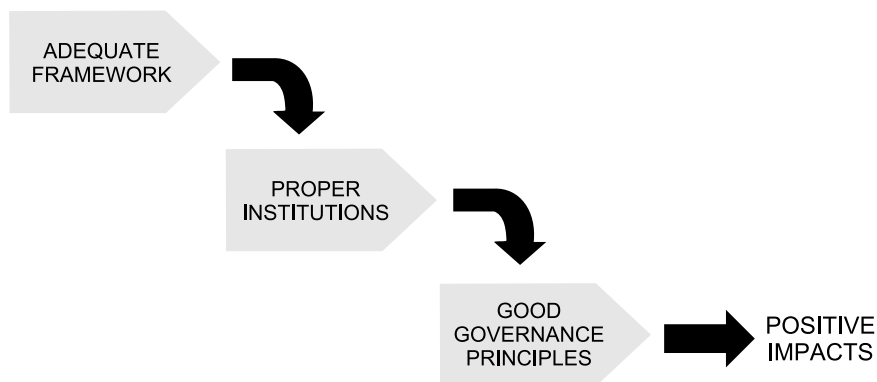 ADEQUATE
FRAMEWORK
PROPER
INSTITUTIONS
GOOD
GOVERNANCE
PRINCIPLES
POSITIVE
IMPACTS